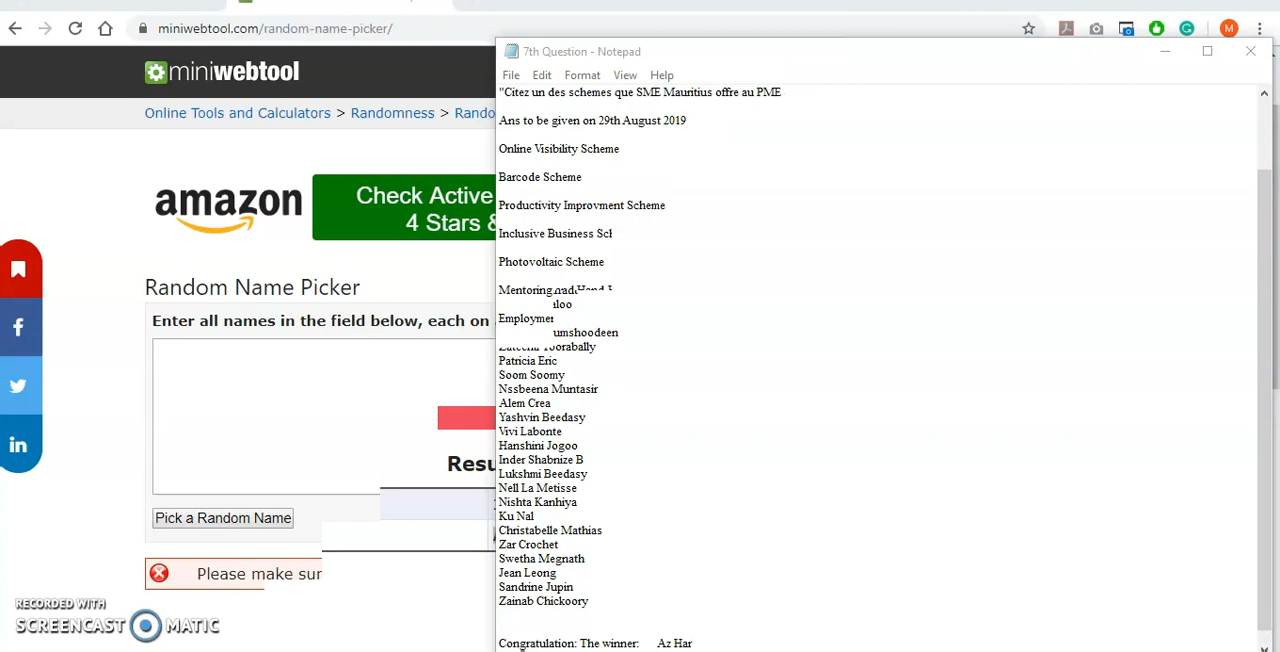 miniwebtool.com/random-name-picker/
M
miniwebtool
Online Tools and Calculators > Randomness > Rando
amazon
Check Active
4 Stars &
Random Name Picker
Enter all names in the field below, each on
Resu
Pick a Random Name
Please make sur
RECORDED WITH
SCREENCAST MATIC
7th Question - Notepad
File Edit Format View Help
"Citez un des schemes que SME Mauritius offre au PME
Ans to be given on 29th August 2019
Online Visibility Scheme
Barcode Scheme
Productivity Improvment Scheme
Inclusive Business Scl
Photovoltaic Scheme
Mentoring
aloo
Employmer
umshoodeen
Patricia Eric
Soom Soomy
Nssbeena Muntasir
Alem Crea
Yashvin Beedasy
Vivi Labonte
Hanshini Jogoo
Inder Shabnize B
Lukshmi Beedasy
Nell La Metisse
Nishta Kanhiya
Ku Nal
Christabelle Mathias
Zar Crochet
Swetha Megnath
Jean Leong
Sandrine Jupin
Zainab Chickoory
Congratulation: The winner: Az Har